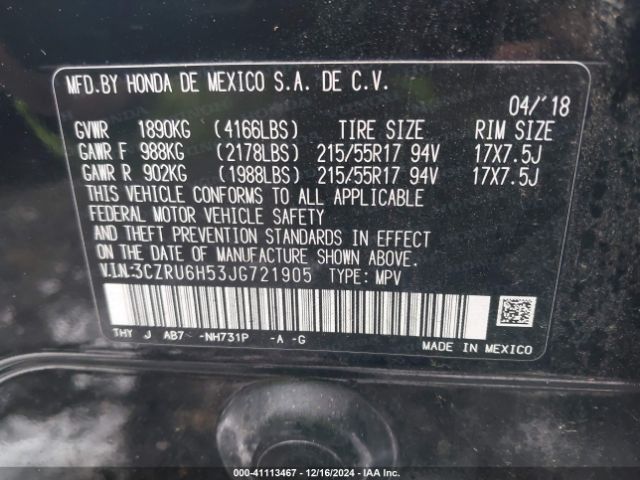 MFD.BY HONDA DE MEXICO S.A. DE C.V.
04/'18
GVWR 1890KG (4166LBS) TIRE SIZE RIM SIZE
GAWR F 988KG (2178LBS) 215/55R17 94V 17X7.5J
GAWR R 902KG (1988LBS) 215/55R17 94V 17X7.5J
THIS VEHICLE CONFORMS TO ALL APPLICABLE
FEDERAL MOTOR VEHICLE SAFETY
AND THEFT PREVENTION STANDARDS IN EFFECT
ON THE DATE OF MANUFACTURE SHOWN ABOVE.
V.I.N:3CZRU6H53JG721905 TYPE: MPV
THY J AB7 -NH731P -A -G
MADE IN MEXICO
000-41113467 - 12/16/2024 - IAA Inc.